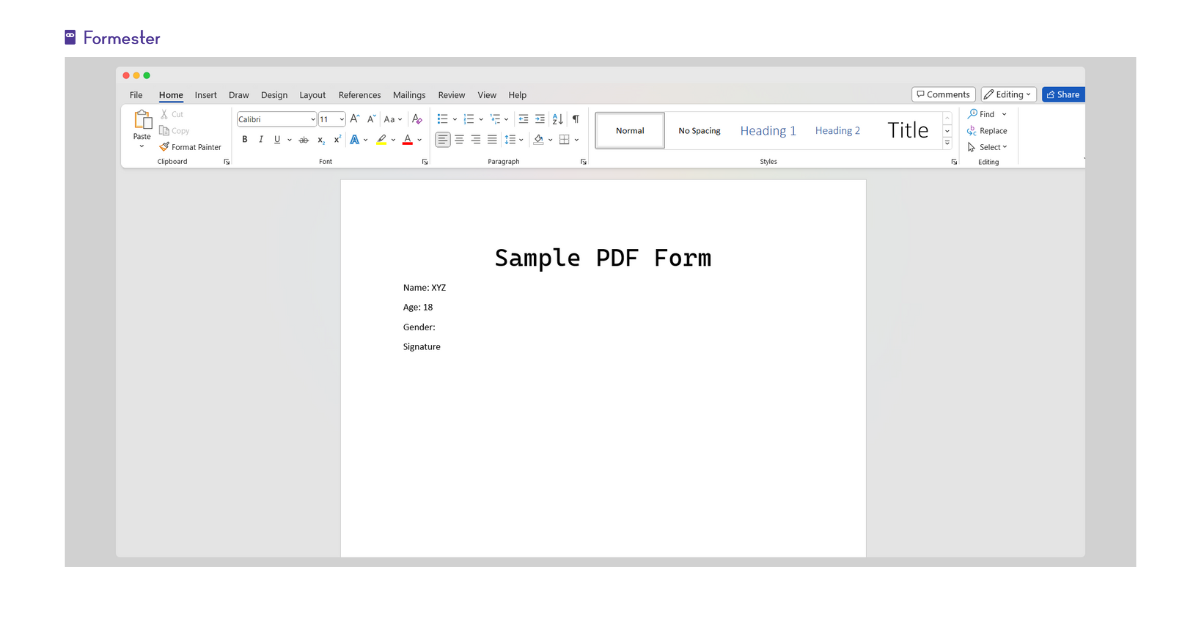 Formester
File Home Insert Draw Design Layout References Mailings Review View Help Comments Editing Share
Paste Cut Copy Format Painter
Clipboard
Calibri 11 A A Aa A
B I U ab x₂ x² A A
Font
A Z ¶
Paragraph
Normal No Spacing Heading 1 Heading 2 Title
Styles
Find
Replace
Select
Editing
Sample PDF Form
Name: XYZ
Age: 18
Gender:
Signature